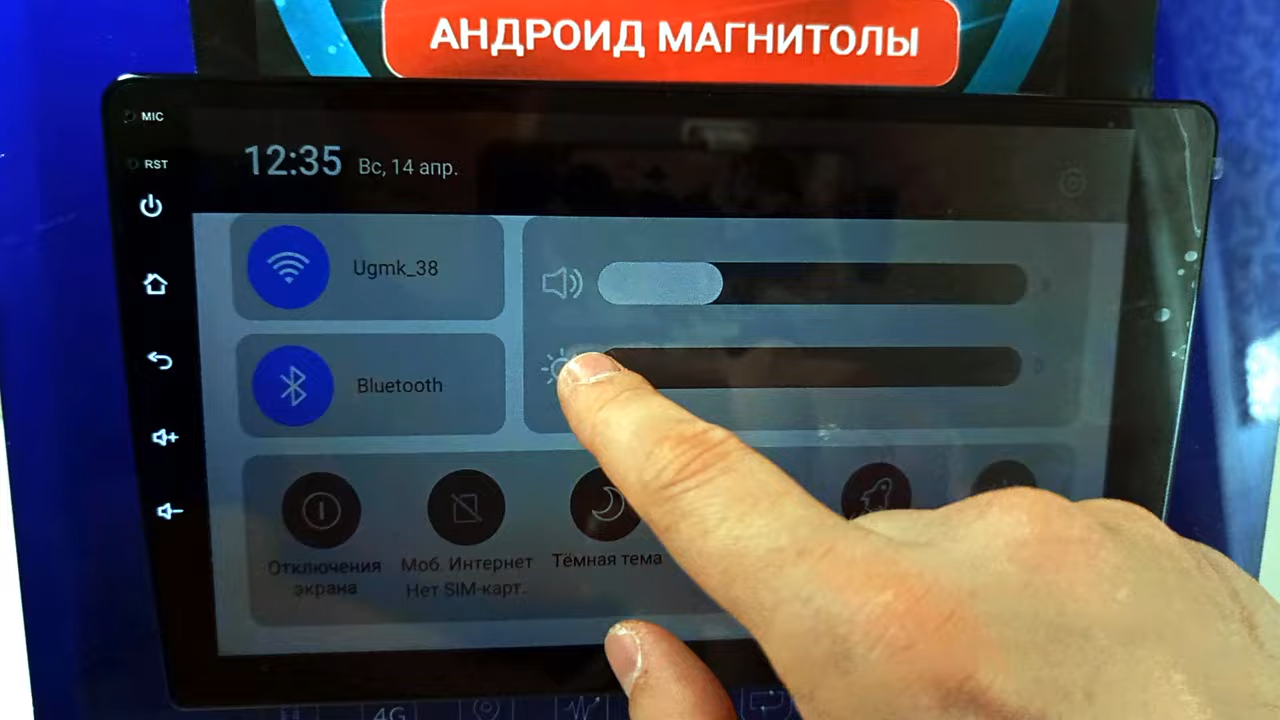 АНДРОИД МАГНИТОЛЫ
MIC
RST
12:35 Вс, 14 апр.
Ugmk_38
Bluetooth
Отключения
экрана
Моб. Интернет
Нет SIM-карт.
Тёмная тема
4G